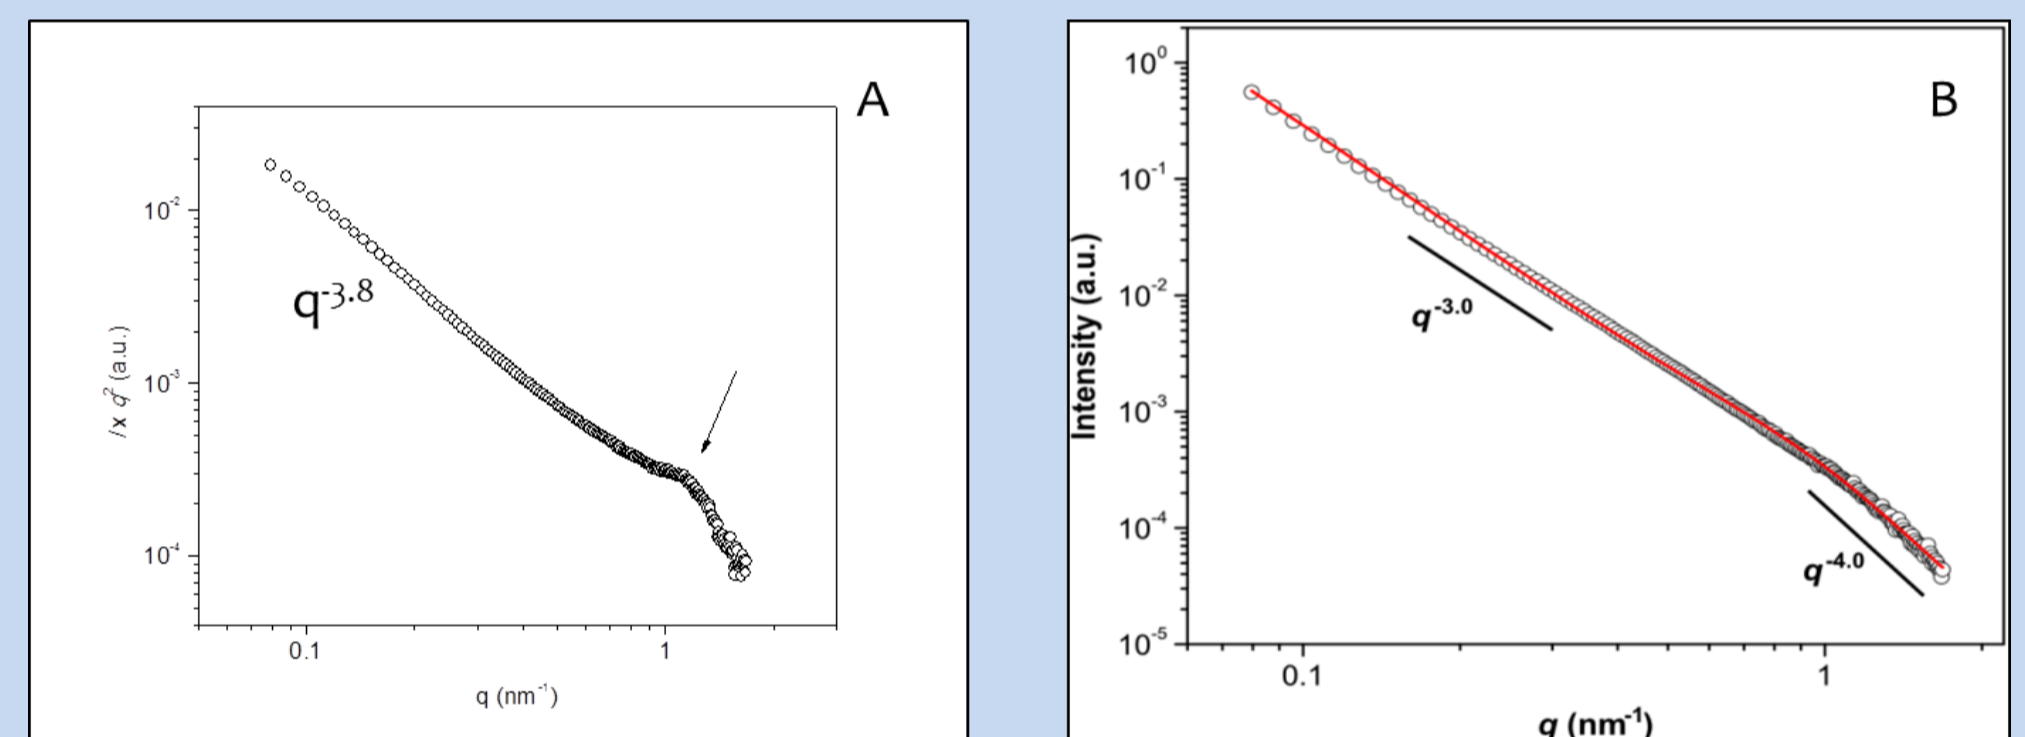 A
10⁻²
10⁻³
10⁻⁴
q⁻³·⁸
I x q² (a.u.)
0.1
1
q (nm⁻¹)
B
10⁰
10⁻¹
10⁻²
10⁻³
10⁻⁴
10⁻⁵
q⁻³·⁰
q⁻⁴·⁰
Intensity (a.u.)
0.1
1
q (nm⁻¹)